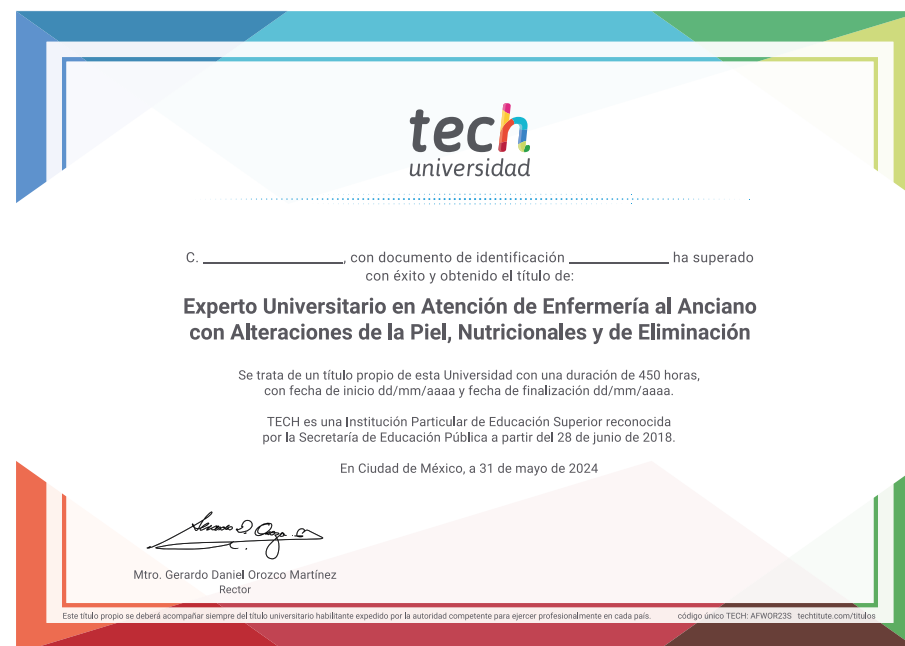 tech
universidad
C. ____________________, con documento de identificación ______________ ha superado
con éxito y obtenido el título de:
Experto Universitario en Atención de Enfermería al Anciano
con Alteraciones de la Piel, Nutricionales y de Eliminación
Se trata de un título propio de esta Universidad con una duración de 450 horas,
con fecha de inicio dd/mm/aaaa y fecha de finalización dd/mm/aaaa.
TECH es una Institución Particular de Educación Superior reconocida
por la Secretaría de Educación Pública a partir del 28 de junio de 2018.
En Ciudad de México, a 31 de mayo de 2024
Mtro. Gerardo Daniel Orozco Martínez
Rector
Este título propio se deberá acompañar siempre del título universitario habilitante expedido por la autoridad competente para ejercer profesionalmente en cada país. código único TECH: AFWOR23S techtitute.com/titulos